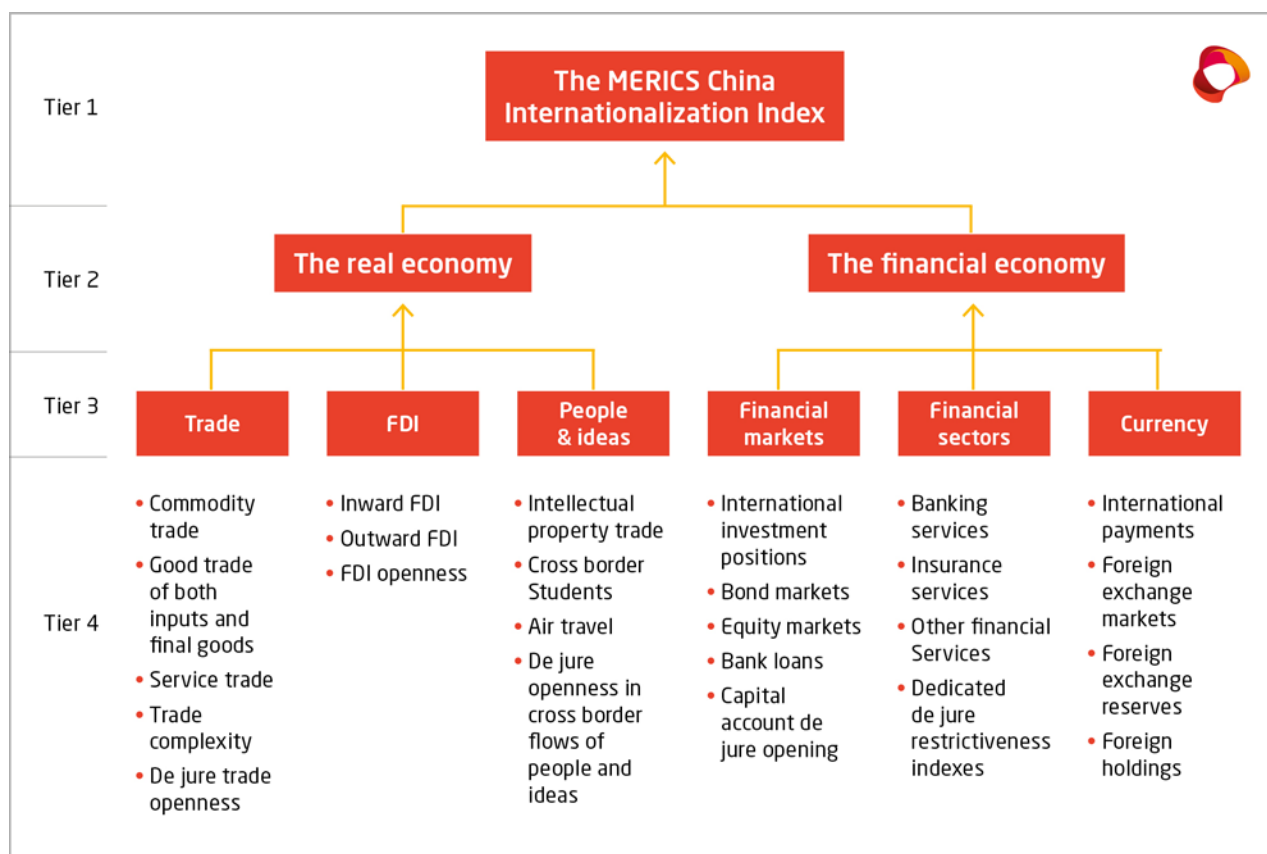 The MERICS China
Internationalization Index
Tier 1
The real economy
The financial economy
Tier 2
Tier 3
Trade
FDI
People
& ideas
Financial
markets
Financial
sectors
Currency
Tier 4
• Commodity
trade
• Good trade
of both
inputs and
final goods
• Service trade
• Trade
complexity
• De jure trade
openness
• Inward FDI
• Outward FDI
• FDI openness
• Intellectual
property trade
• Cross border
Students
• Air travel
• De jure
openness in
cross border
flows of
people and
ideas
• International
investment
positions
• Bond markets
• Equity markets
• Bank loans
• Capital
account de
jure opening
• Banking
services
• Insurance
services
• Other financial
Services
• Dedicated
de jure
restrictiveness
indexes
• International
payments
• Foreign
exchange
markets
• Foreign
exchange
reserves
• Foreign
holdings